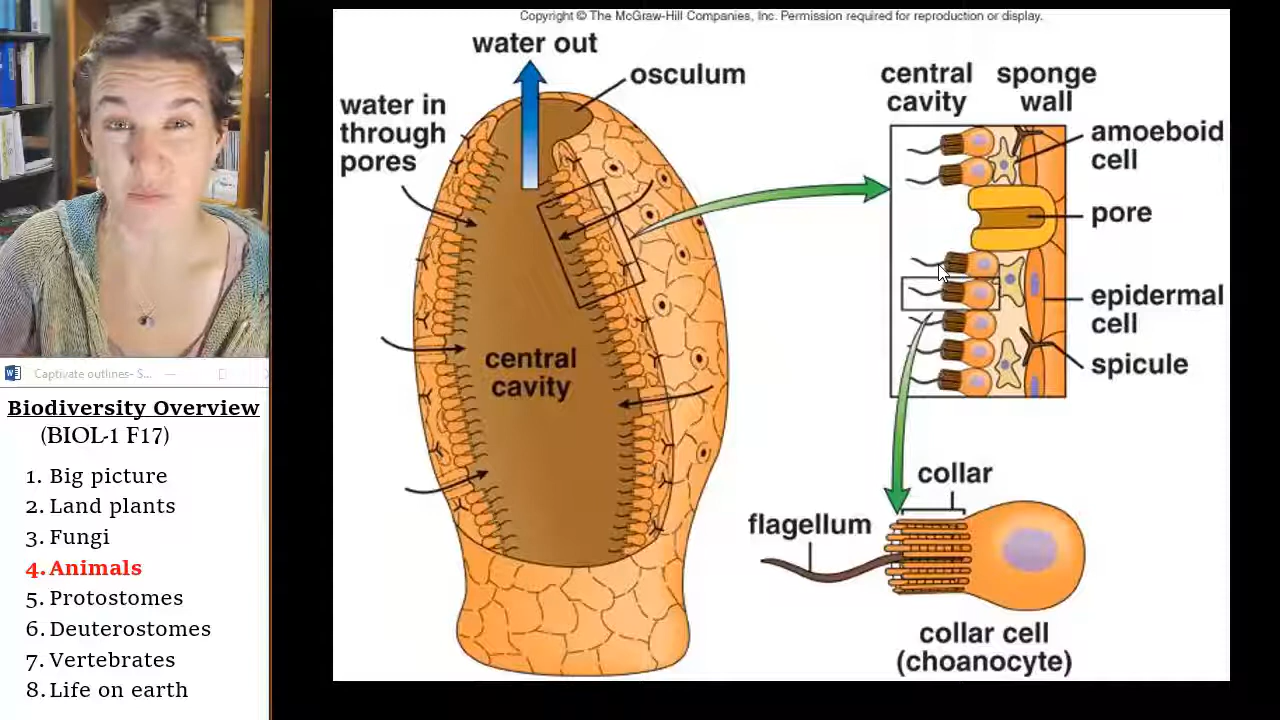 Copyright © The McGraw-Hill Companies, Inc. Permission required for reproduction or display.
water out
osculum
water in
through
pores
central
cavity
central
cavity
sponge
wall
amoeboid
cell
pore
epidermal
cell
spicule
collar
flagellum
collar cell
(choanocyte)
Captivate outlines- S...
Biodiversity Overview
(BIOL-1 F17)
1. Big picture
2. Land plants
3. Fungi
4. Animals
5. Protostomes
6. Deuterostomes
7. Vertebrates
8. Life on earth